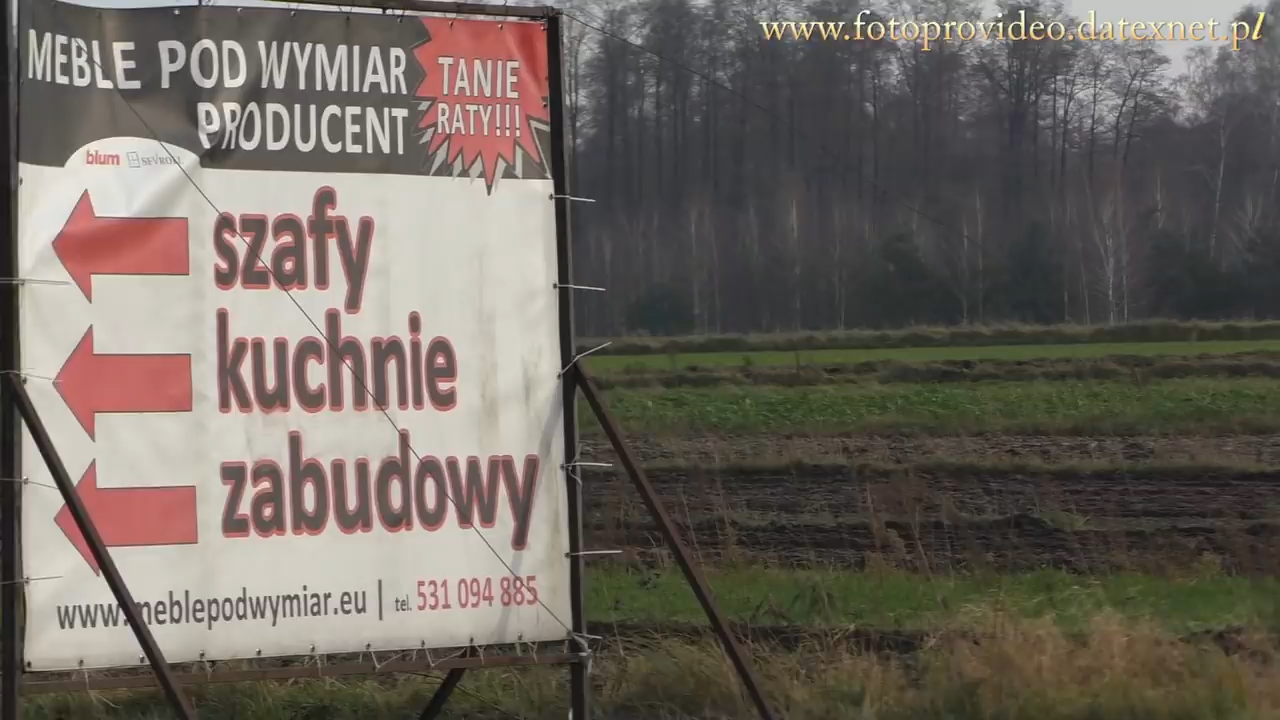 www.fotoprovideo.datexnet.pl
MEBLE POD WYMIAR
PRODUCENT
TANIE
RATY!!!
blum SEVROLL
szafy
kuchnie
zabudowy
www.meblepodwymiar.eu | tel. 531 094 885